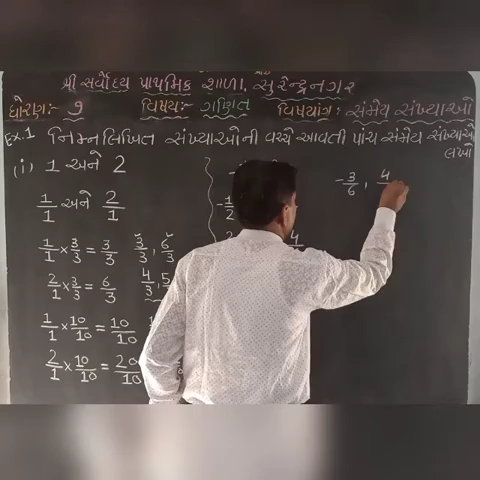 શ્રી સર્વોદય પ્રાથમિક શાળા, સુરેન્દ્રનગર
ધોરણ:- ૭ વિષય:- ગણિત વિષયાંગ: સંમેય સંખ્યાઓ
Ex.1 નિમ્નલિખિત સંખ્યાઓની વચ્ચે આવતી પાંચ સંમેય સંખ્યાઓ લખો
(i) 1 અને 2
1/1 અને 2/1
1/1 × 3/3 = 3/3 3/3, 6/3
2/1 × 3/3 = 6/3 4/3, 5/
1/1 × 10/10 = 10/10
2/1 × 10/10 = 20/10
-1/2
4
-3/6, 4